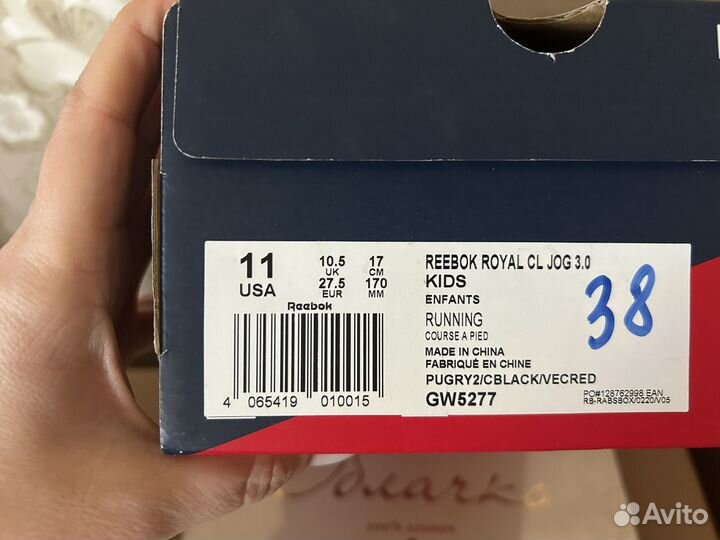 11
USA
10.5
UK
27.5
EUR
17
CM
170
MM
Reebok
4 065419 010015
REEBOK ROYAL CL JOG 3.0
KIDS
ENFANTS
RUNNING
COURSE A PIED
MADE IN CHINA
FABRIQUÉ EN CHINE
PUGRY2/CBLACK/VECRED
GW5277
38
PO#128762998 EAN
RB-RABSBOX/0220/V05
Облачко
Avito